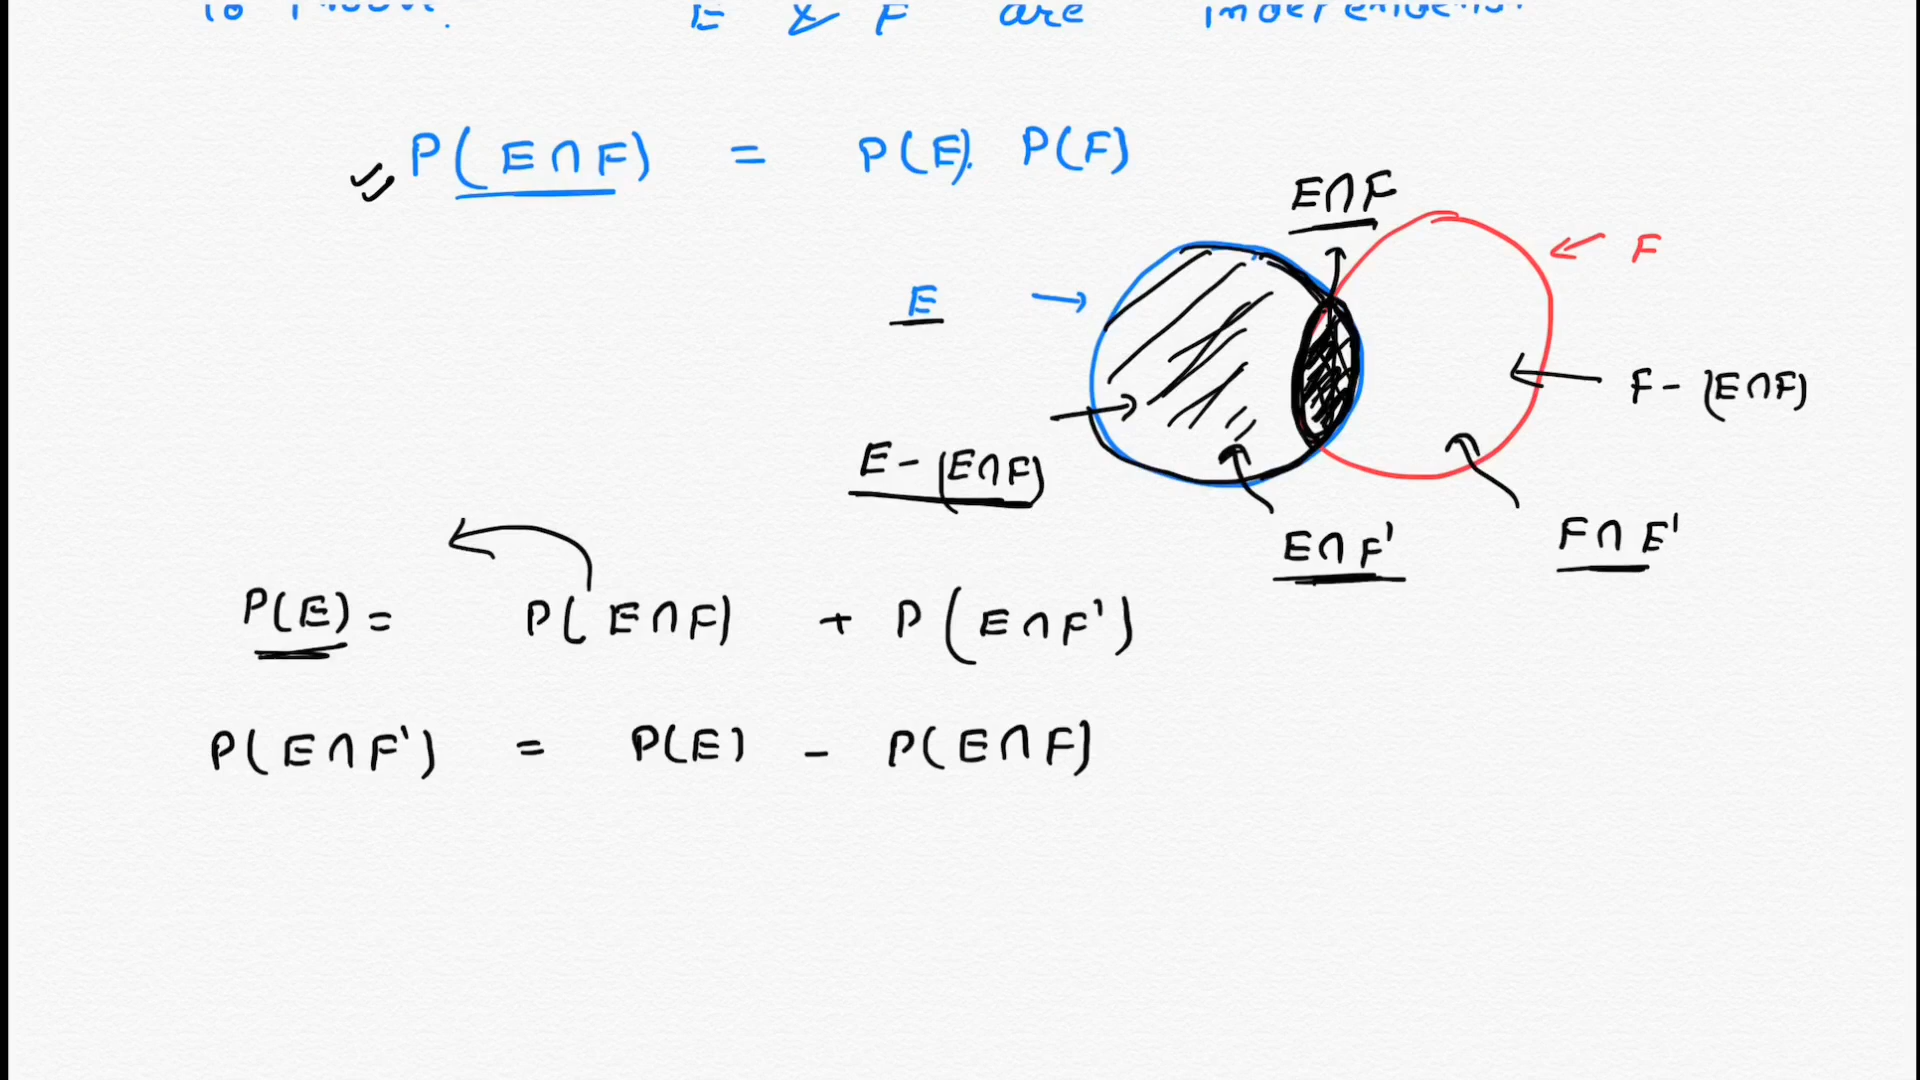 E & F are
P(E∩F) = P(E). P(F)
E∩F
F
E
F - (E∩F)
E - (E∩F)
E∩F'
F∩E'
P(E) = P(E∩F) + P(E∩F')
P(E∩F') = P(E) - P(E∩F)